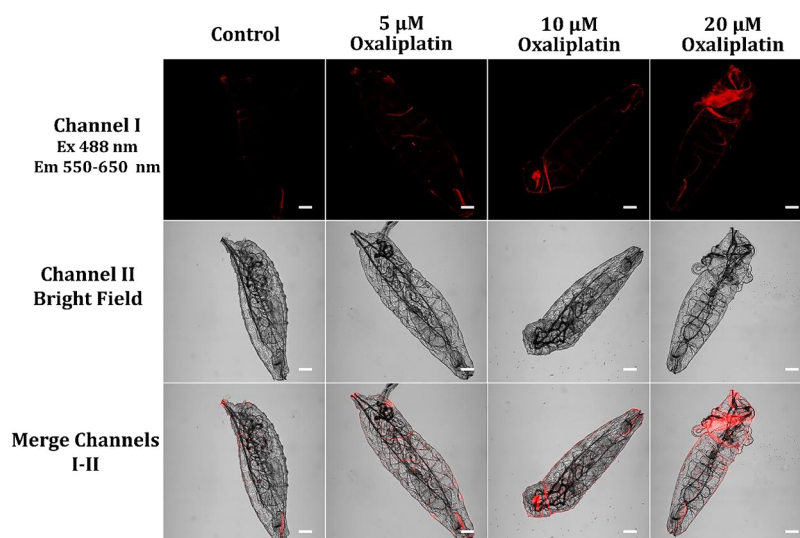 Control
5 μM
Oxaliplatin
10 μM
Oxaliplatin
20 μM
Oxaliplatin
Channel I
Ex 488 nm
Em 550-650 nm
Channel II
Bright Field
Merge Channels
I-II